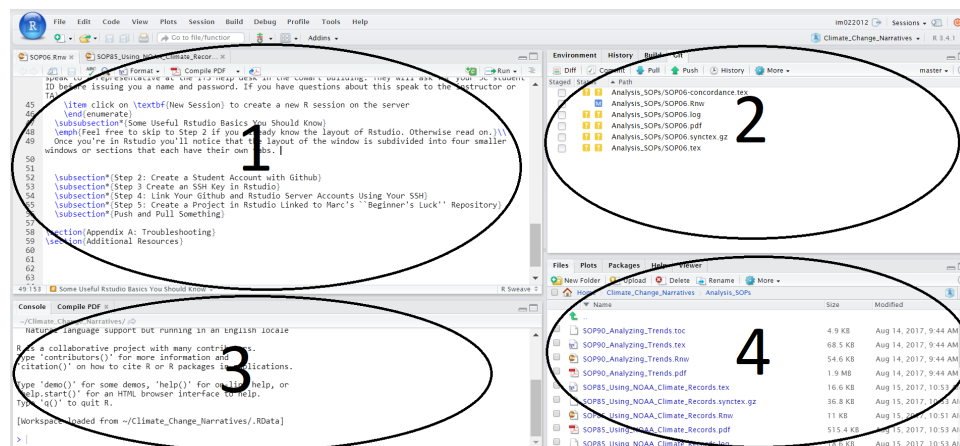 R File Edit Code View Plots Session Build Debug Profile Tools Help im022012 Sessions
Go to file/function Addins Climate_Change_Narratives R 3.4.1
SOP06.Rnw SOP85_Using_NOAA_Climate_Recor...
ABC Format Compile PDF Run
ID before issuing you a name and password. If you have questions about this speak to the instructor or
TA
45 \item click on \textbf{New Session} to create a new R session on the server
46 \end{enumerate}
47 \subsubsection*{Some Useful Rstudio Basics You Should Know}
48 \emph{Feel free to skip to Step 2 if you already know the layout of Rstudio. Otherwise read on.}\\
49 Once you're in Rstudio you'll notice that the layout of the window is subdivided into four smaller
windows or sections that each have their own tabs.
50
51
52 \subsection*{Step 2: Create a Student Account with Github}
53 \subsection*{Step 3 Create an SSH Key in Rstudio}
54 \subsection*{Step 4: Link Your Github and Rstudio Server Accounts Using Your SSH}
55 \subsection*{Step 5: Create a Project in Rstudio Linked to Marc's ``Beginner's Luck'' Repository}
56 \subsection*{Push and Pull Something}
57
58 \section{Appendix A: Troubleshooting}
59 \section{Additional Resources}
60
61
62
63
1
49:153 Some Useful Rstudio Basics You Should Know R Sweave
Environment History Build Git
Diff Commit Pull Push History More master
Staged Status Path
Analysis_SOPs/SOP06-concordance.tex
M Analysis_SOPs/SOP06.Rnw
Analysis_SOPs/SOP06.log
Analysis_SOPs/SOP06.pdf
Analysis_SOPs/SOP06.synctex.gz
Analysis_SOPs/SOP06.tex
2
Console Compile PDF
~/Climate_Change_Narratives/
Natural language support but running in an English locale
R is a collaborative project with many contributors.
Type 'contributors()' for more information and
'citation()' on how to cite R or R packages in publications.
Type 'demo()' for some demos, 'help()' for on-line help, or
'help.start()' for an HTML browser interface to help.
Type 'q()' to quit R.
[Workspace loaded from ~/Climate_Change_Narratives/.RData]
>
3
Files Plots Packages Help Viewer
New Folder Upload Delete Rename More
Home Climate_Change_Narratives Analysis_SOPs
Name Size Modified
..
SOP90_Analyzing_Trends.toc 4.9 KB Aug 14, 2017, 9:44 AM
SOP90_Analyzing_Trends.tex 68.5 KB Aug 14, 2017, 9:44 AM
SOP90_Analyzing_Trends.Rnw 54.6 KB Aug 14, 2017, 9:44 AM
SOP90_Analyzing_Trends.pdf 1.9 MB Aug 14, 2017, 9:44 AM
SOP85_Using_NOAA_Climate_Records.tex 16.6 KB Aug 15, 2017, 10:53 A
SOP85_Using_NOAA_Climate_Records.synctex.gz 36.8 KB Aug 15, 2017, 10:53 A
SOP85_Using_NOAA_Climate_Records.Rnw 11 KB Aug 15, 2017, 10:51 A
SOP85_Using_NOAA_Climate_Records.pdf 515.4 KB Aug 15, 2017, 10:53 A
4